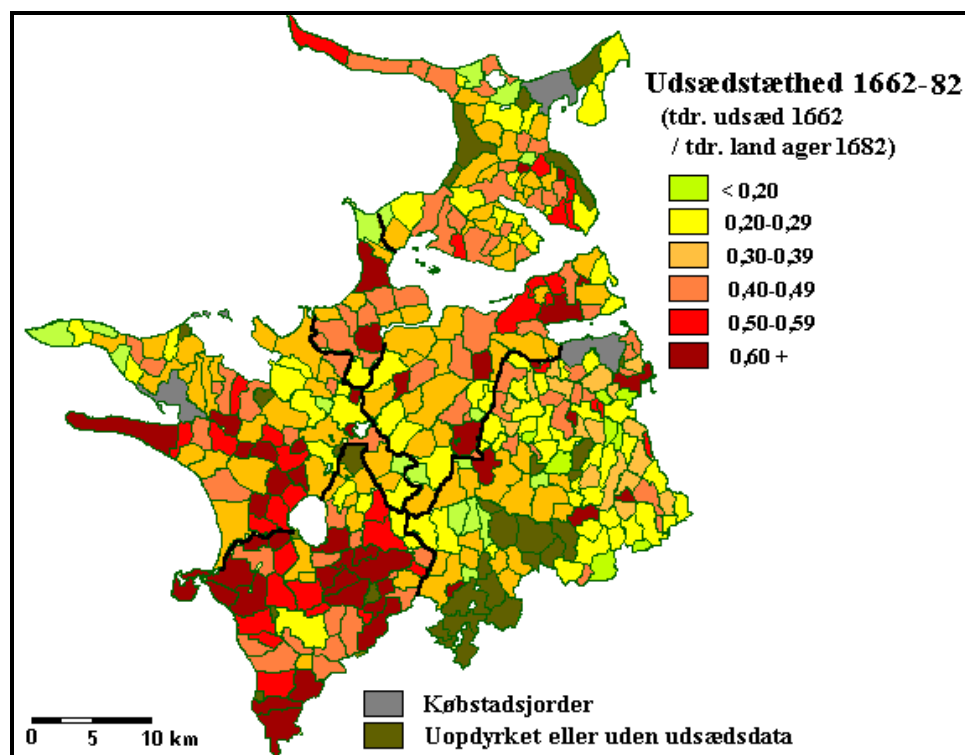 Udsædstæthed 1662-82
(tdr. udsæd 1662
/ tdr. land ager 1682)
< 0,20
0,20-0,29
0,30-0,39
0,40-0,49
0,50-0,59
0,60 +
0 5 10 km
Købstadsjorder
Uopdyrket eller uden udsædsdata